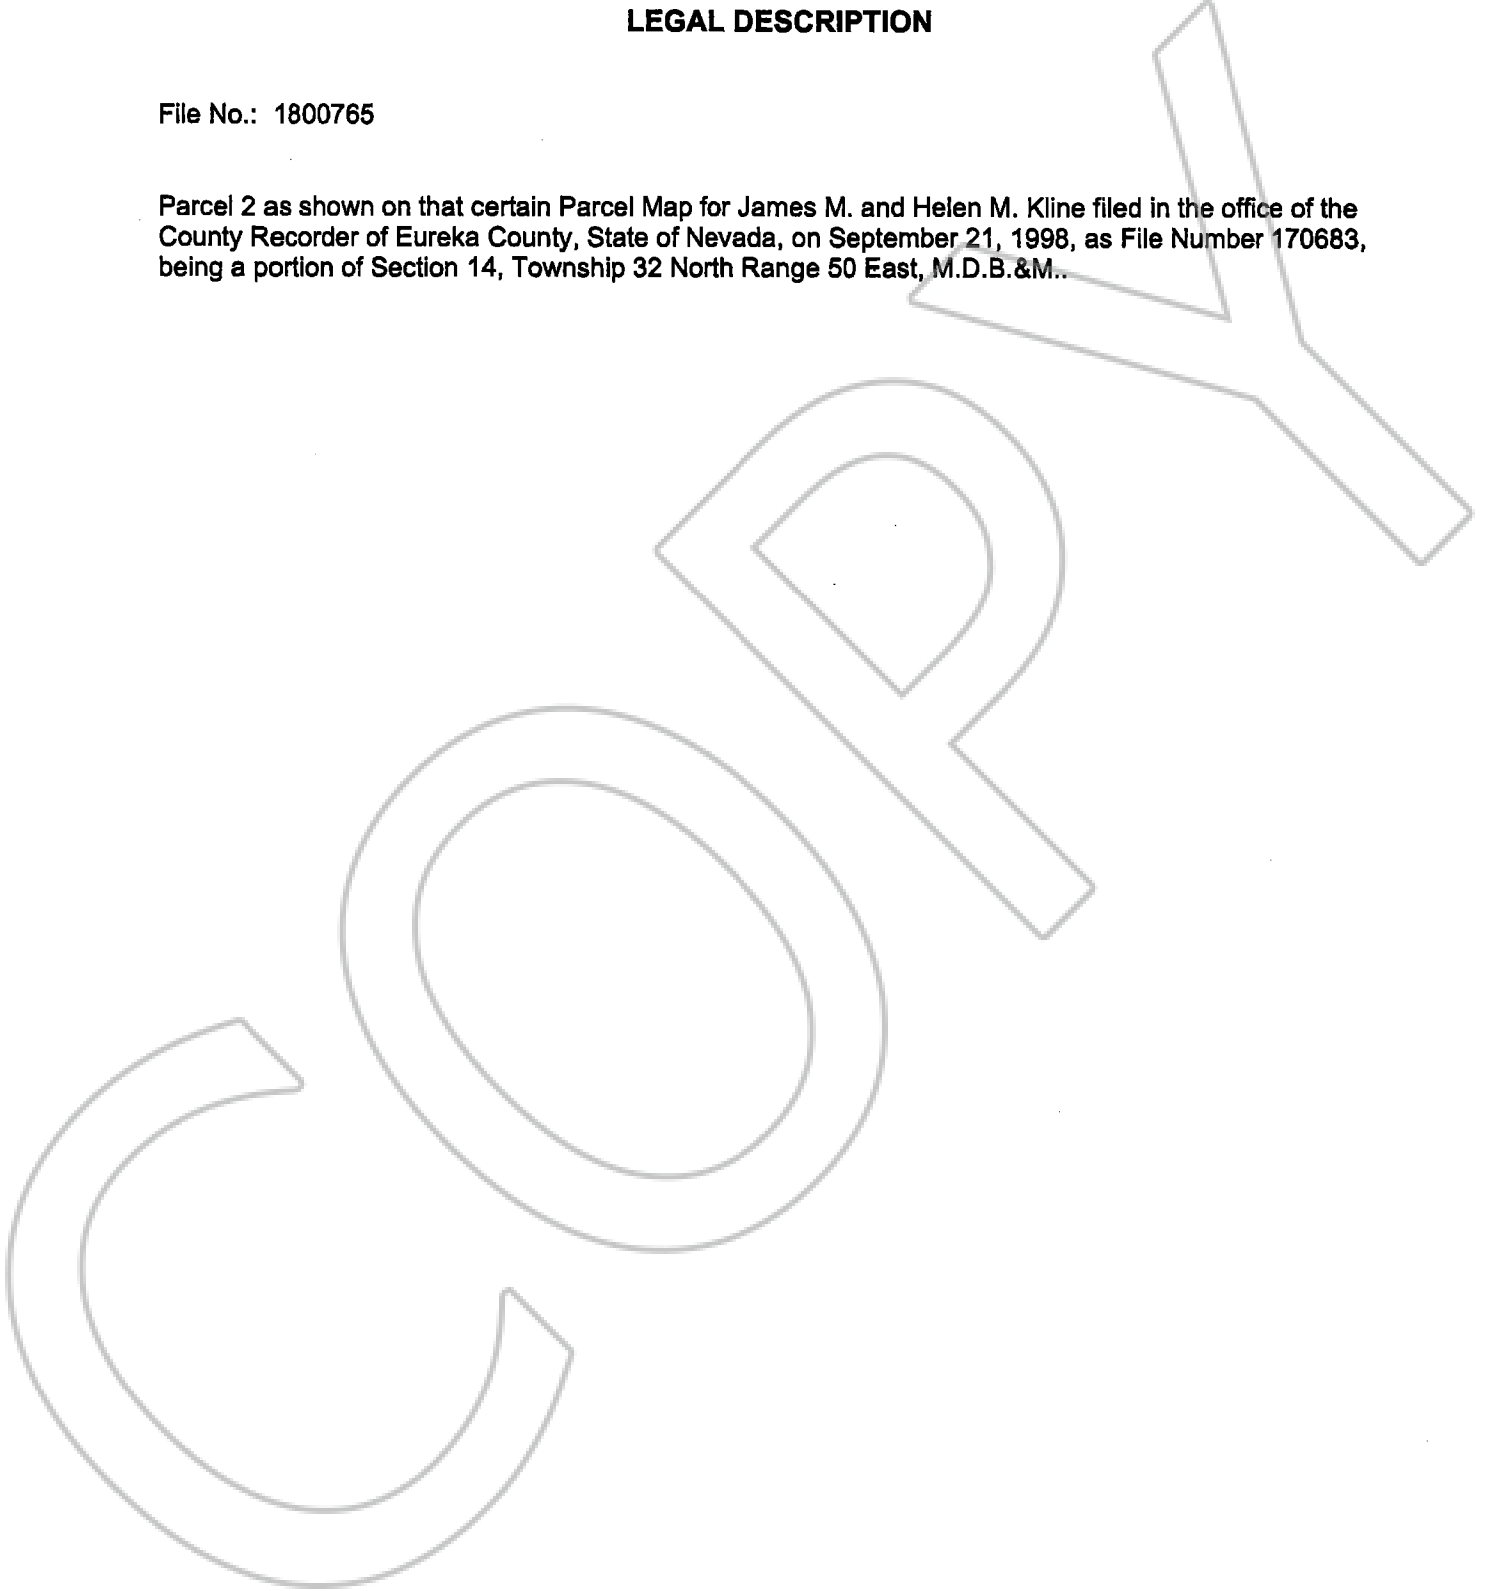 LEGAL DESCRIPTION
File No.: 1800765
Parcel 2 as shown on that certain Parcel Map for James M. and Helen M. Kline filed in the office of the
County Recorder of Eureka County, State of Nevada, on September 21, 1998, as File Number 170683,
being a portion of Section 14, Township 32 North Range 50 East, M.D.B.&M..
COPY